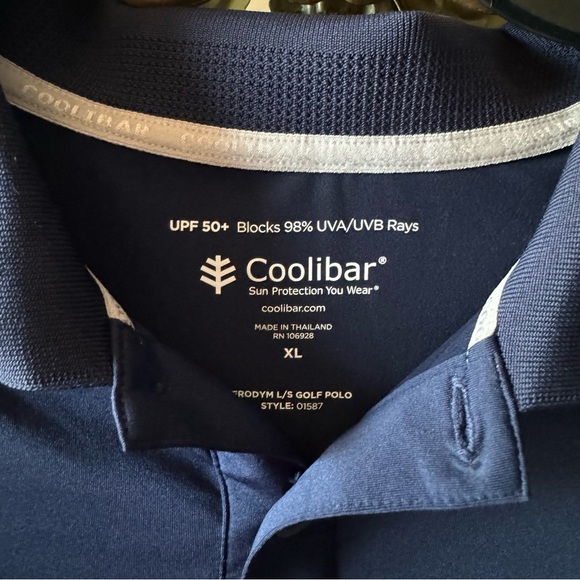 COOLIBAR
UPF 50+ Blocks 98% UVA/UVB Rays
Coolibar®
Sun Protection You Wear®
coolibar.com
MADE IN THAILAND
RN 106928
XL
ERODYM L/S GOLF POLO
STYLE: 01587